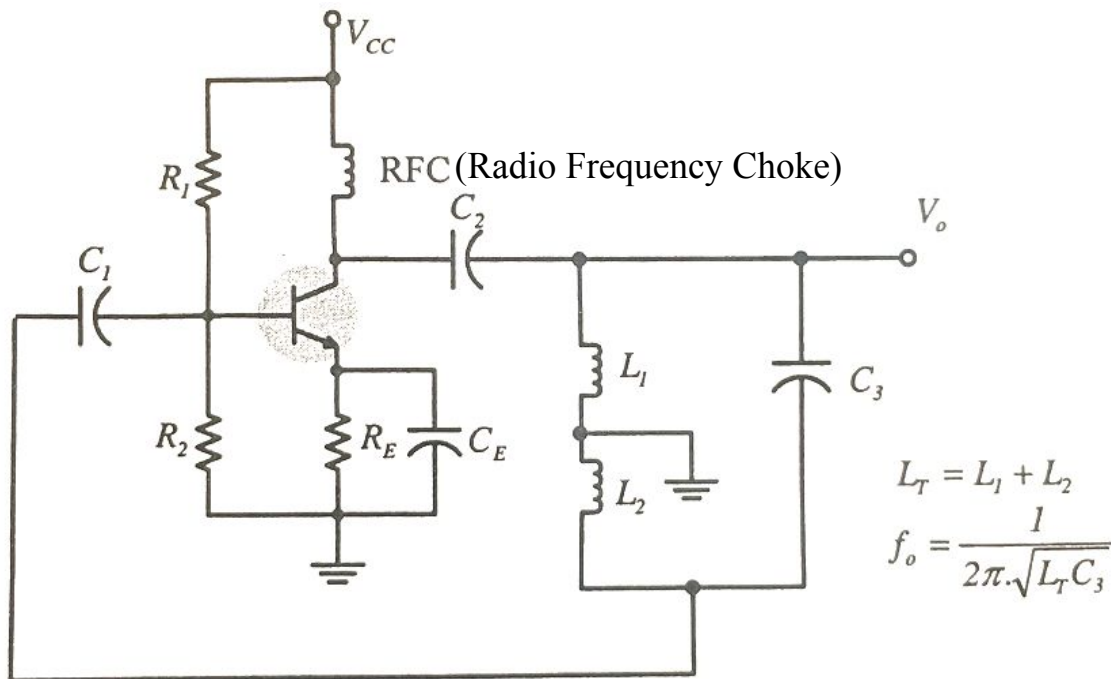 V_CC
R_1
RFC (Radio Frequency Choke)
C_2
V_o
C_1
L_1
C_3
R_2
R_E
C_E
L_2
L_T = L_1 + L_2
f_o = 1 / 2π.√L_T C_3